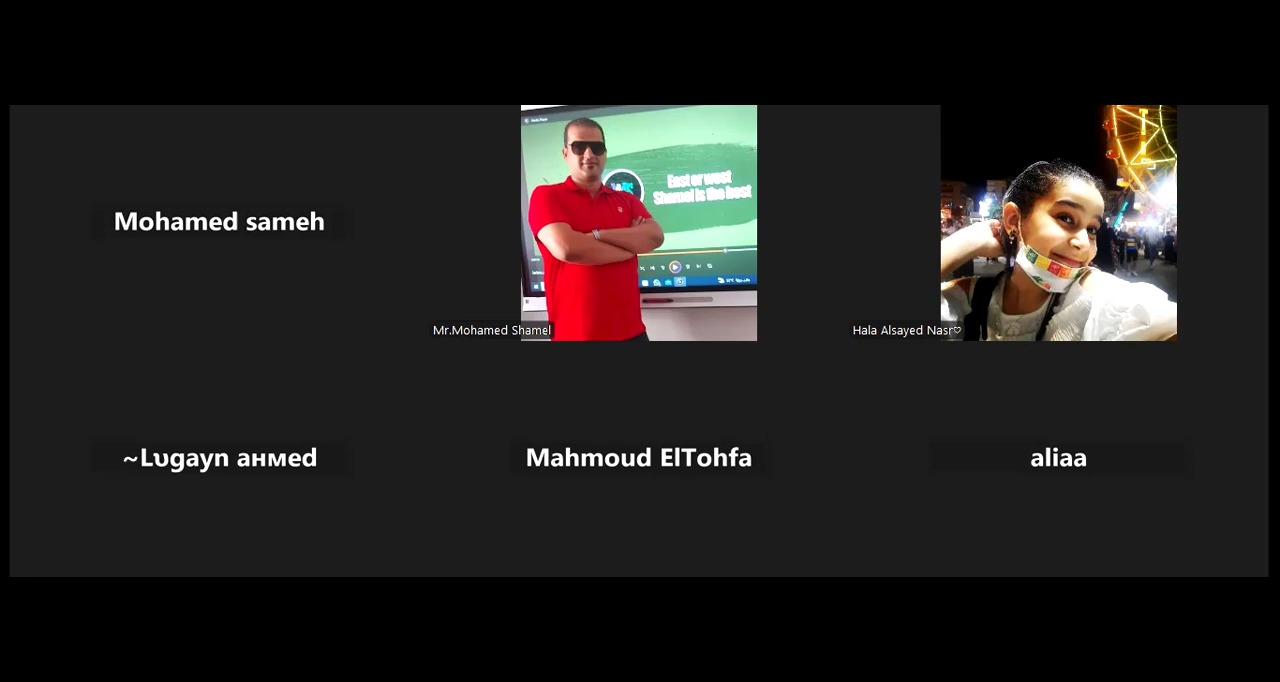 Mohamed sameh
East or west
Shamel is the best
Mr.Mohamed Shamel
Hala Alsayed Nasr♡
~Lυgayn aнмed
Mahmoud ElTohfa
aliaa